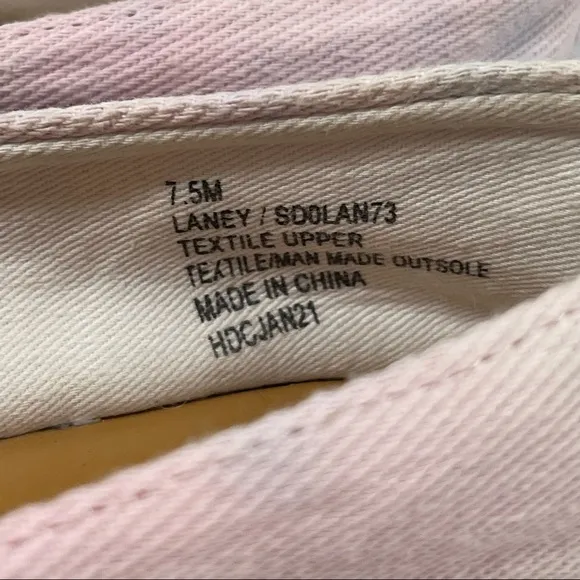 7.5M
LANEY / SD0LAN73
TEXTILE UPPER
TEXTILE/MAN MADE OUTSOLE
MADE IN CHINA
HDCJAN21